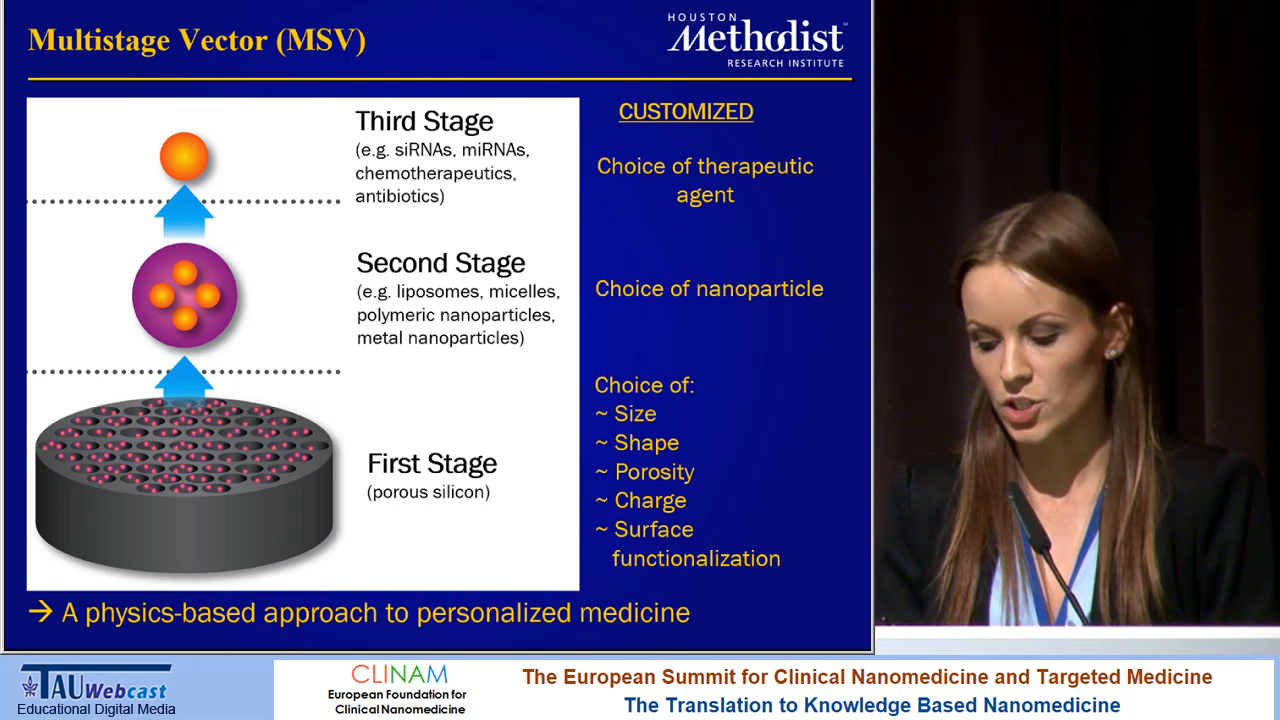 Multistage Vector (MSV)
HOUSTON
Methodist
RESEARCH INSTITUTE
Third Stage
(e.g. siRNAs, miRNAs,
chemotherapeutics,
antibiotics)
Second Stage
(e.g. liposomes, micelles,
polymeric nanoparticles,
metal nanoparticles)
First Stage
(porous silicon)
CUSTOMIZED
Choice of therapeutic
agent
Choice of nanoparticle
Choice of:
~ Size
~ Shape
~ Porosity
~ Charge
~ Surface
functionalization
→ A physics-based approach to personalized medicine
TAU Webcast
Educational Digital Media
CLINAM
European Foundation for
Clinical Nanomedicine
The European Summit for Clinical Nanomedicine and Targeted Medicine
The Translation to Knowledge Based Nanomedicine